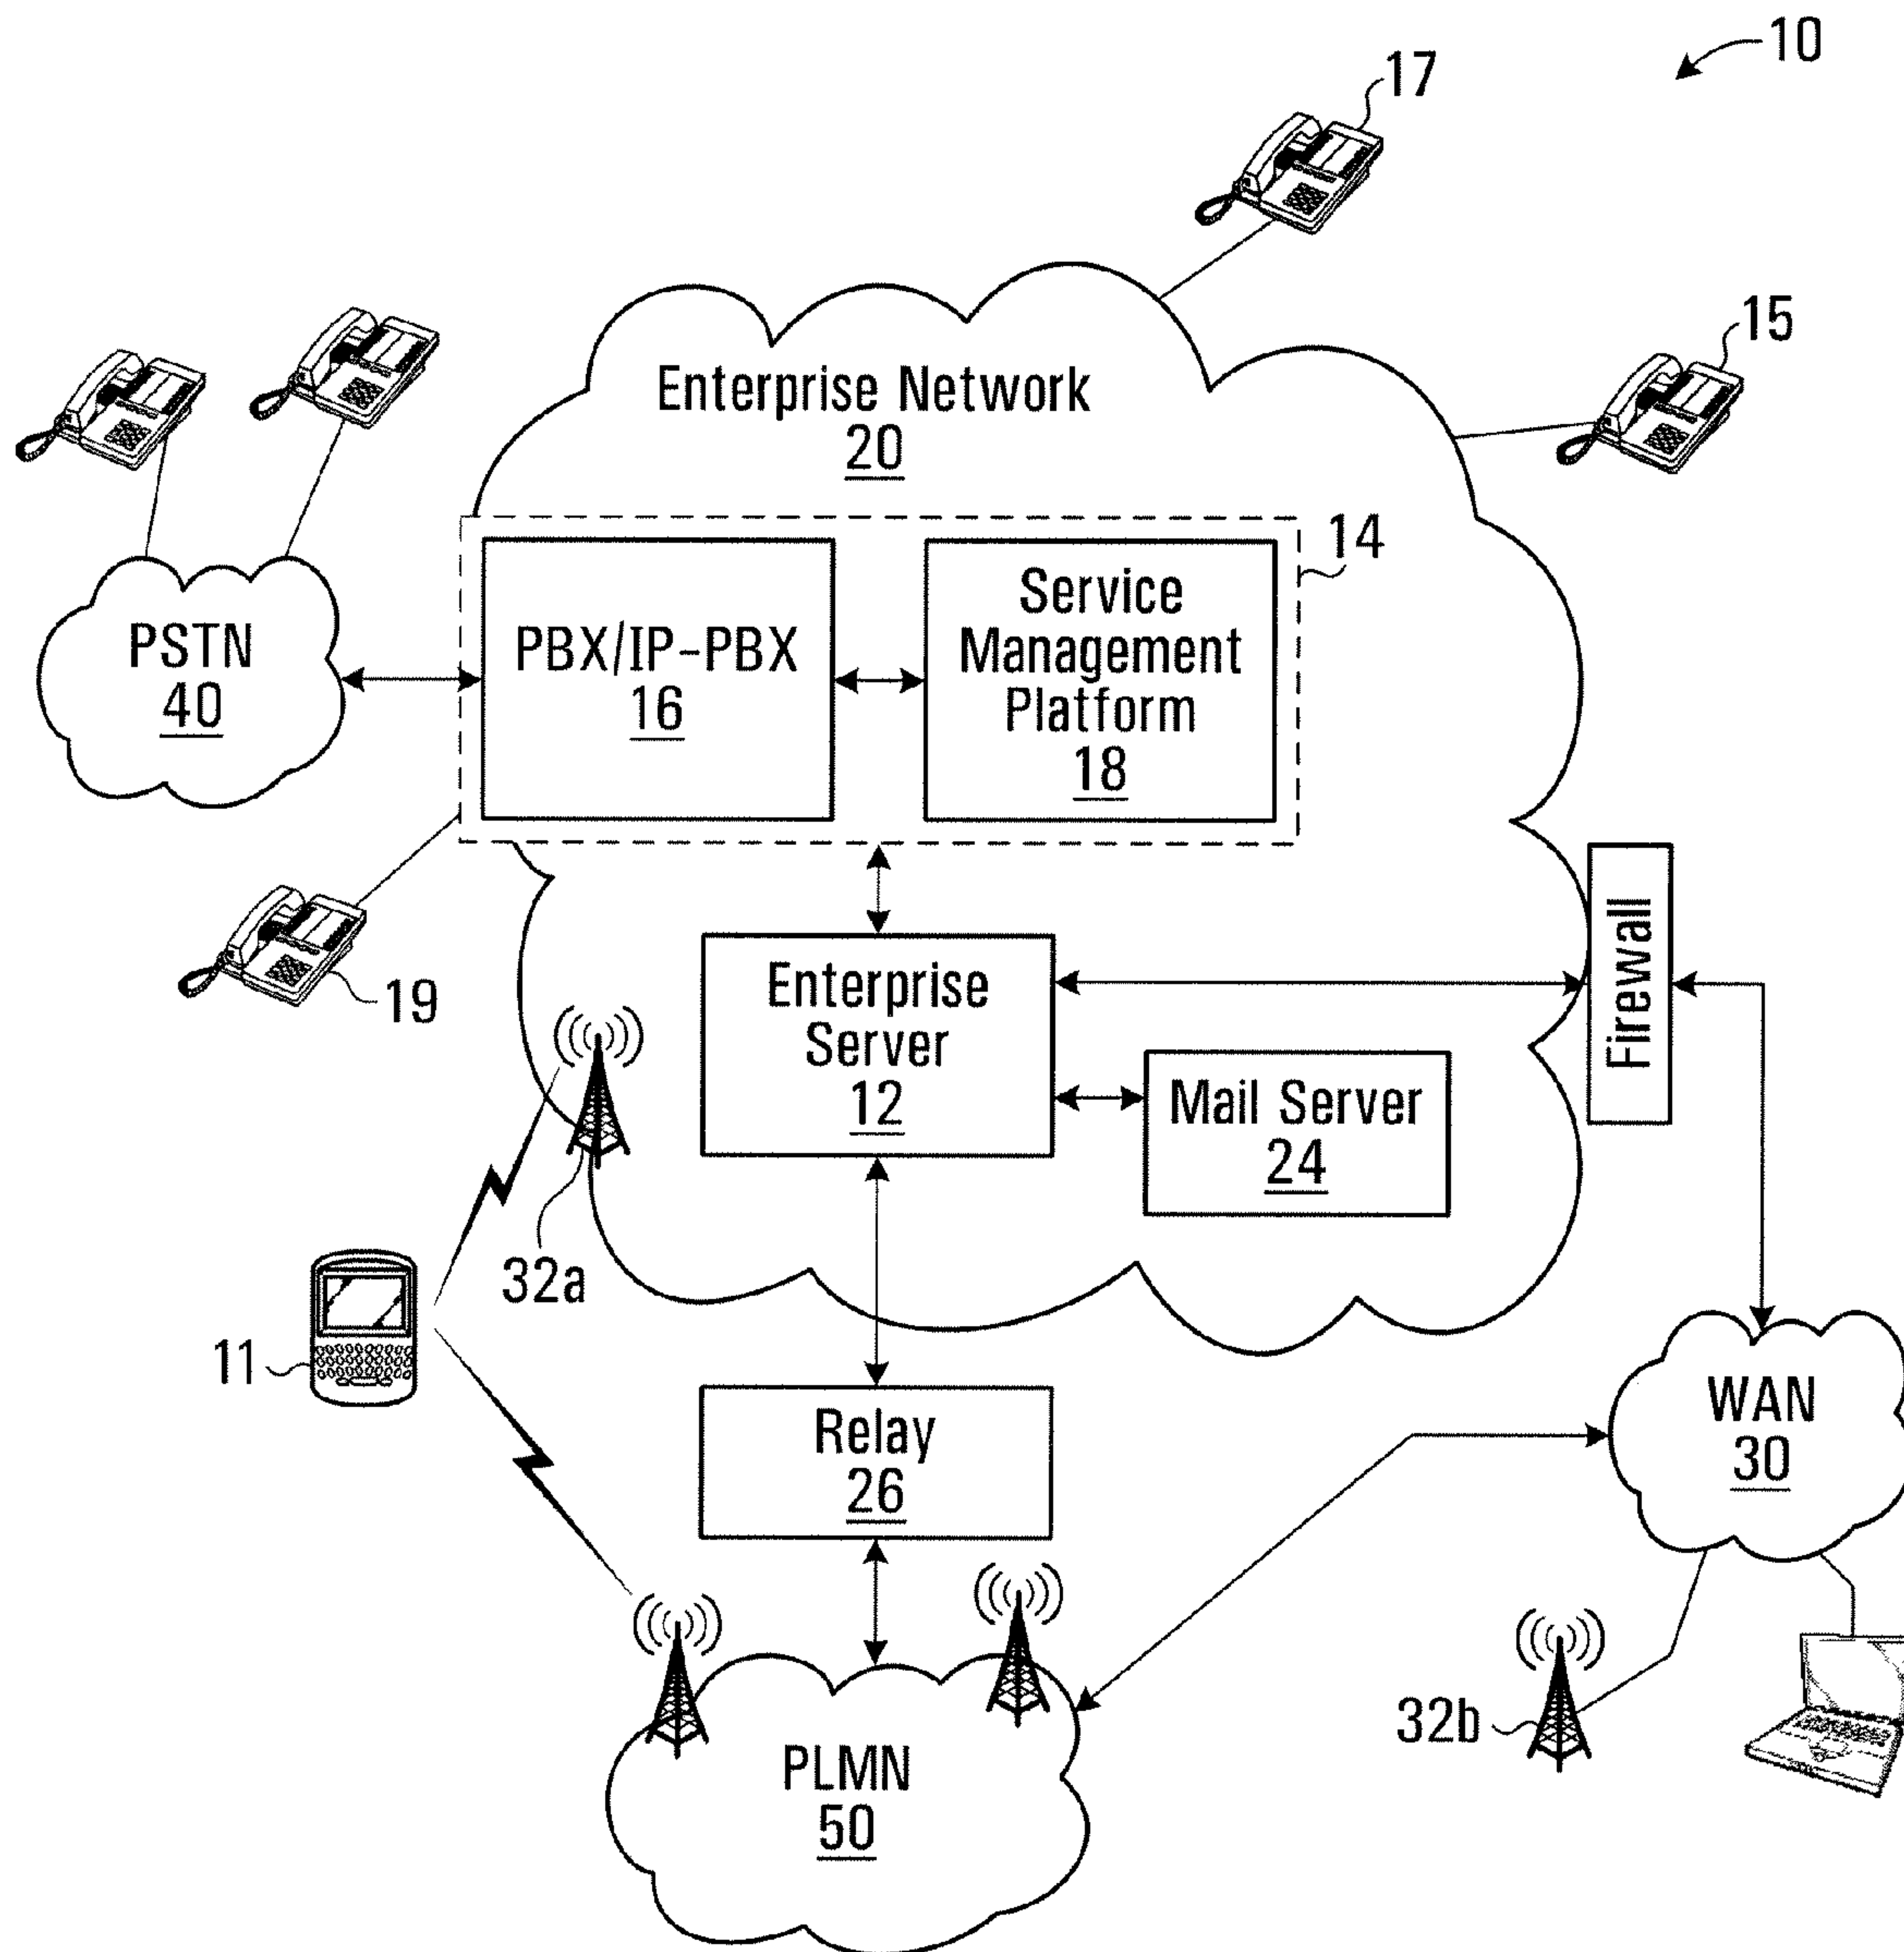 10
17
15
Enterprise Network
20
14
PBX/IP-PBX
16
Service
Management
Platform
18
PSTN
40
19
Enterprise
Server
12
Mail Server
24
Firewall
32a
11
Relay
26
WAN
30
32b
PLMN
50